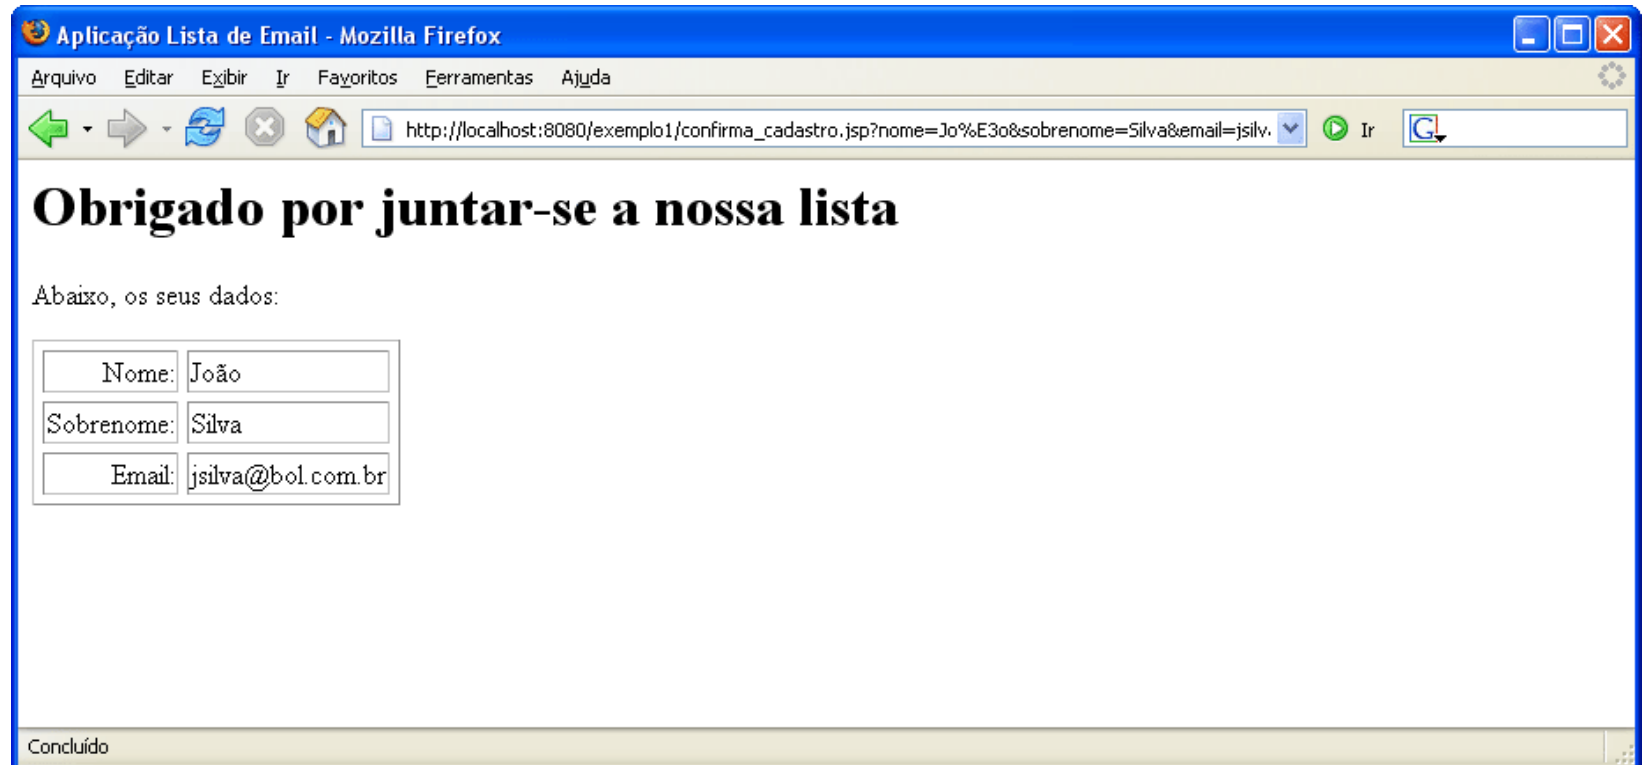 Aplicação Lista de Email - Mozilla Firefox
Arquivo Editar Exibir Ir Favoritos Ferramentas Ajuda
http://localhost:8080/exemplo1/confirma_cadastro.jsp?nome=Jo%E3o&sobrenome=Silva&email=jsilv Ir G
Obrigado por juntar-se a nossa lista
Abaixo, os seus dados:
Nome: João
Sobrenome: Silva
Email: jsilva@bol.com.br
Concluído